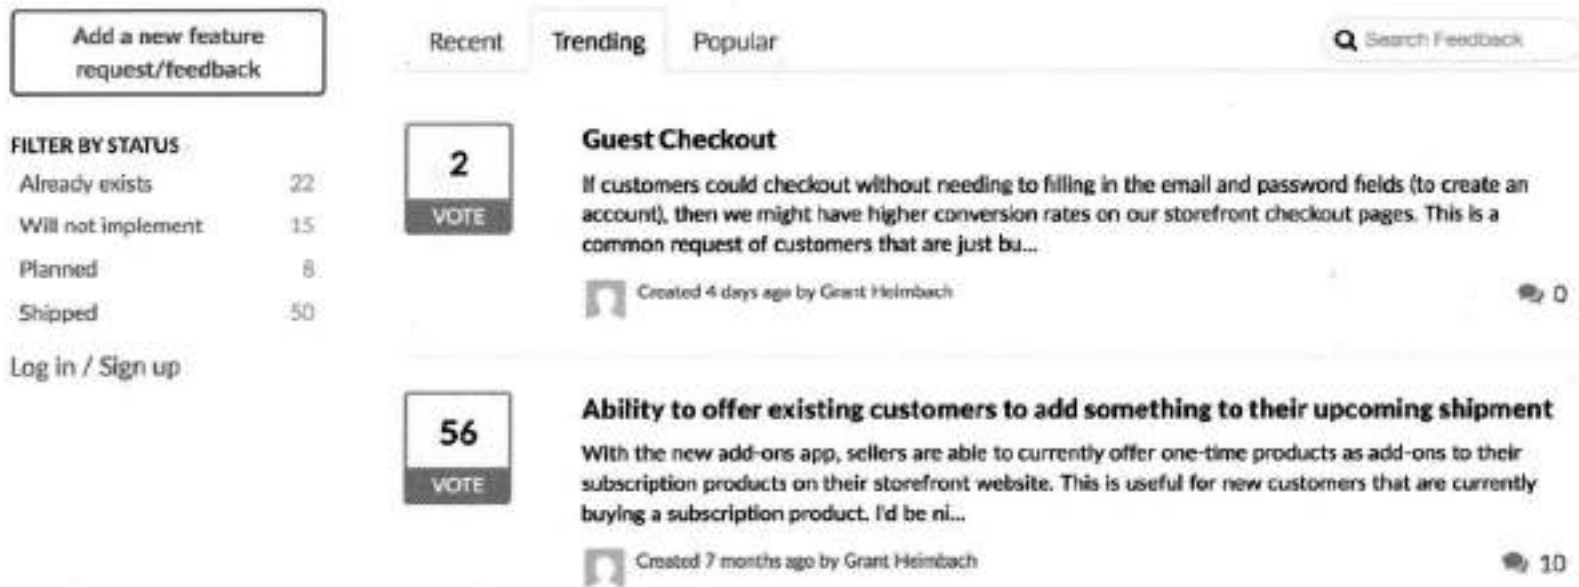 Add a new feature
request/feedback
FILTER BY STATUS
Already exists 22
Will not implement 15
Planned 8
Shipped 50
Log in / Sign up
Recent Trending Popular
Search Feedback
2
VOTE
Guest Checkout
If customers could checkout without needing to filling in the email and password fields (to create an
account), then we might have higher conversion rates on our storefront checkout pages. This is a
common request of customers that are just bu...
Created 4 days ago by Grant Heimbach
0
56
VOTE
Ability to offer existing customers to add something to their upcoming shipment
With the new add-ons app, sellers are able to currently offer one-time products as add-ons to their
subscription products on their storefront website. This is useful for new customers that are currently
buying a subscription product. I'd be ni...
Created 7 months ago by Grant Heimbach
10